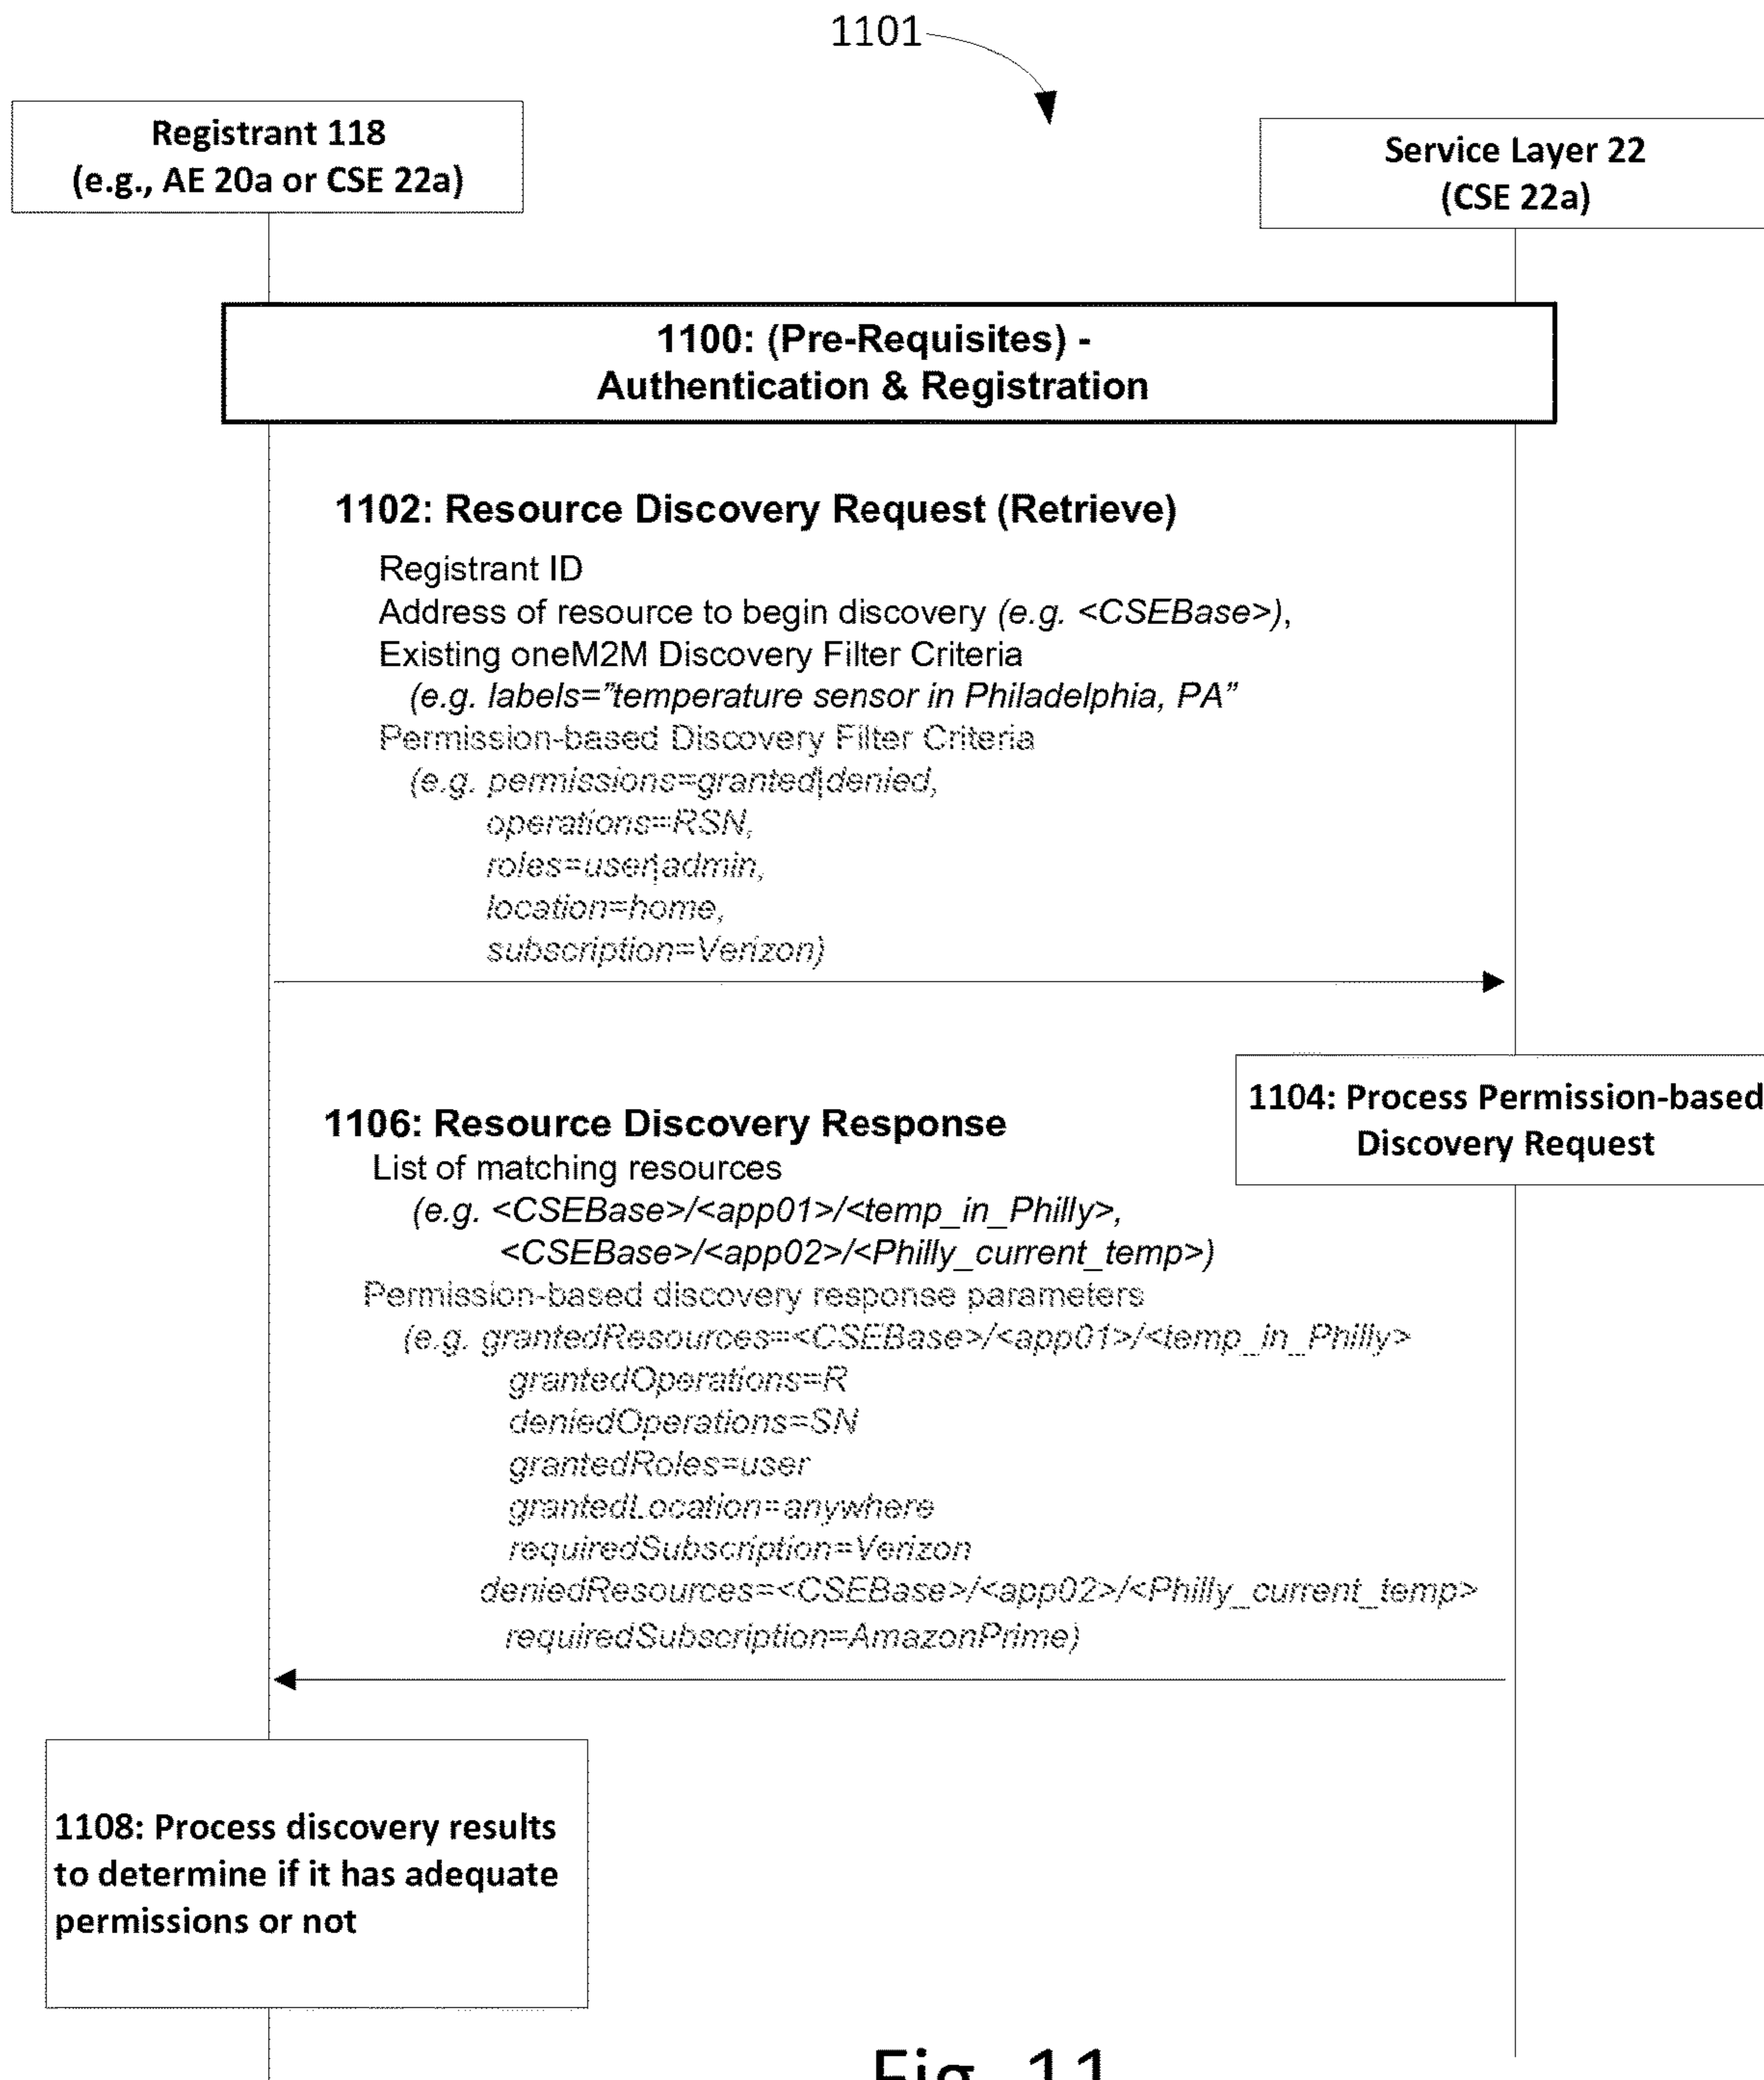 1101
Registrant 118
(e.g., AE 20a or CSE 22a)
Service Layer 22
(CSE 22a)
1100: (Pre-Requisites) -
Authentication & Registration
1102: Resource Discovery Request (Retrieve)
Registrant ID
Address of resource to begin discovery (e.g. <CSEBase>),
Existing oneM2M Discovery Filter Criteria
(e.g. labels=”temperature sensor in Philadelphia, PA”
Permission-based Discovery Filter Criteria
(e.g. permissions=granted|denied,
operations=RSN,
roles=user|admin,
location=home,
subscription=Verizon)
1104: Process Permission-based
Discovery Request
1106: Resource Discovery Response
List of matching resources
(e.g. <CSEBase>/<app01>/<temp_in_Philly>,
<CSEBase>/<app02>/<Philly_current_temp>)
Permission-based discovery response parameters
(e.g. grantedResources=<CSEBase>/<app01>/<temp_in_Philly>
grantedOperations=R
deniedOperations=SN
grantedRoles=user
grantedLocation=anywhere
requiredSubscription=Verizon
deniedResources=<CSEBase>/<app02>/<Philly_current_temp>
requiredSubscription=AmazonPrime)
1108: Process discovery results
to determine if it has adequate
permissions or not
Fig. 11